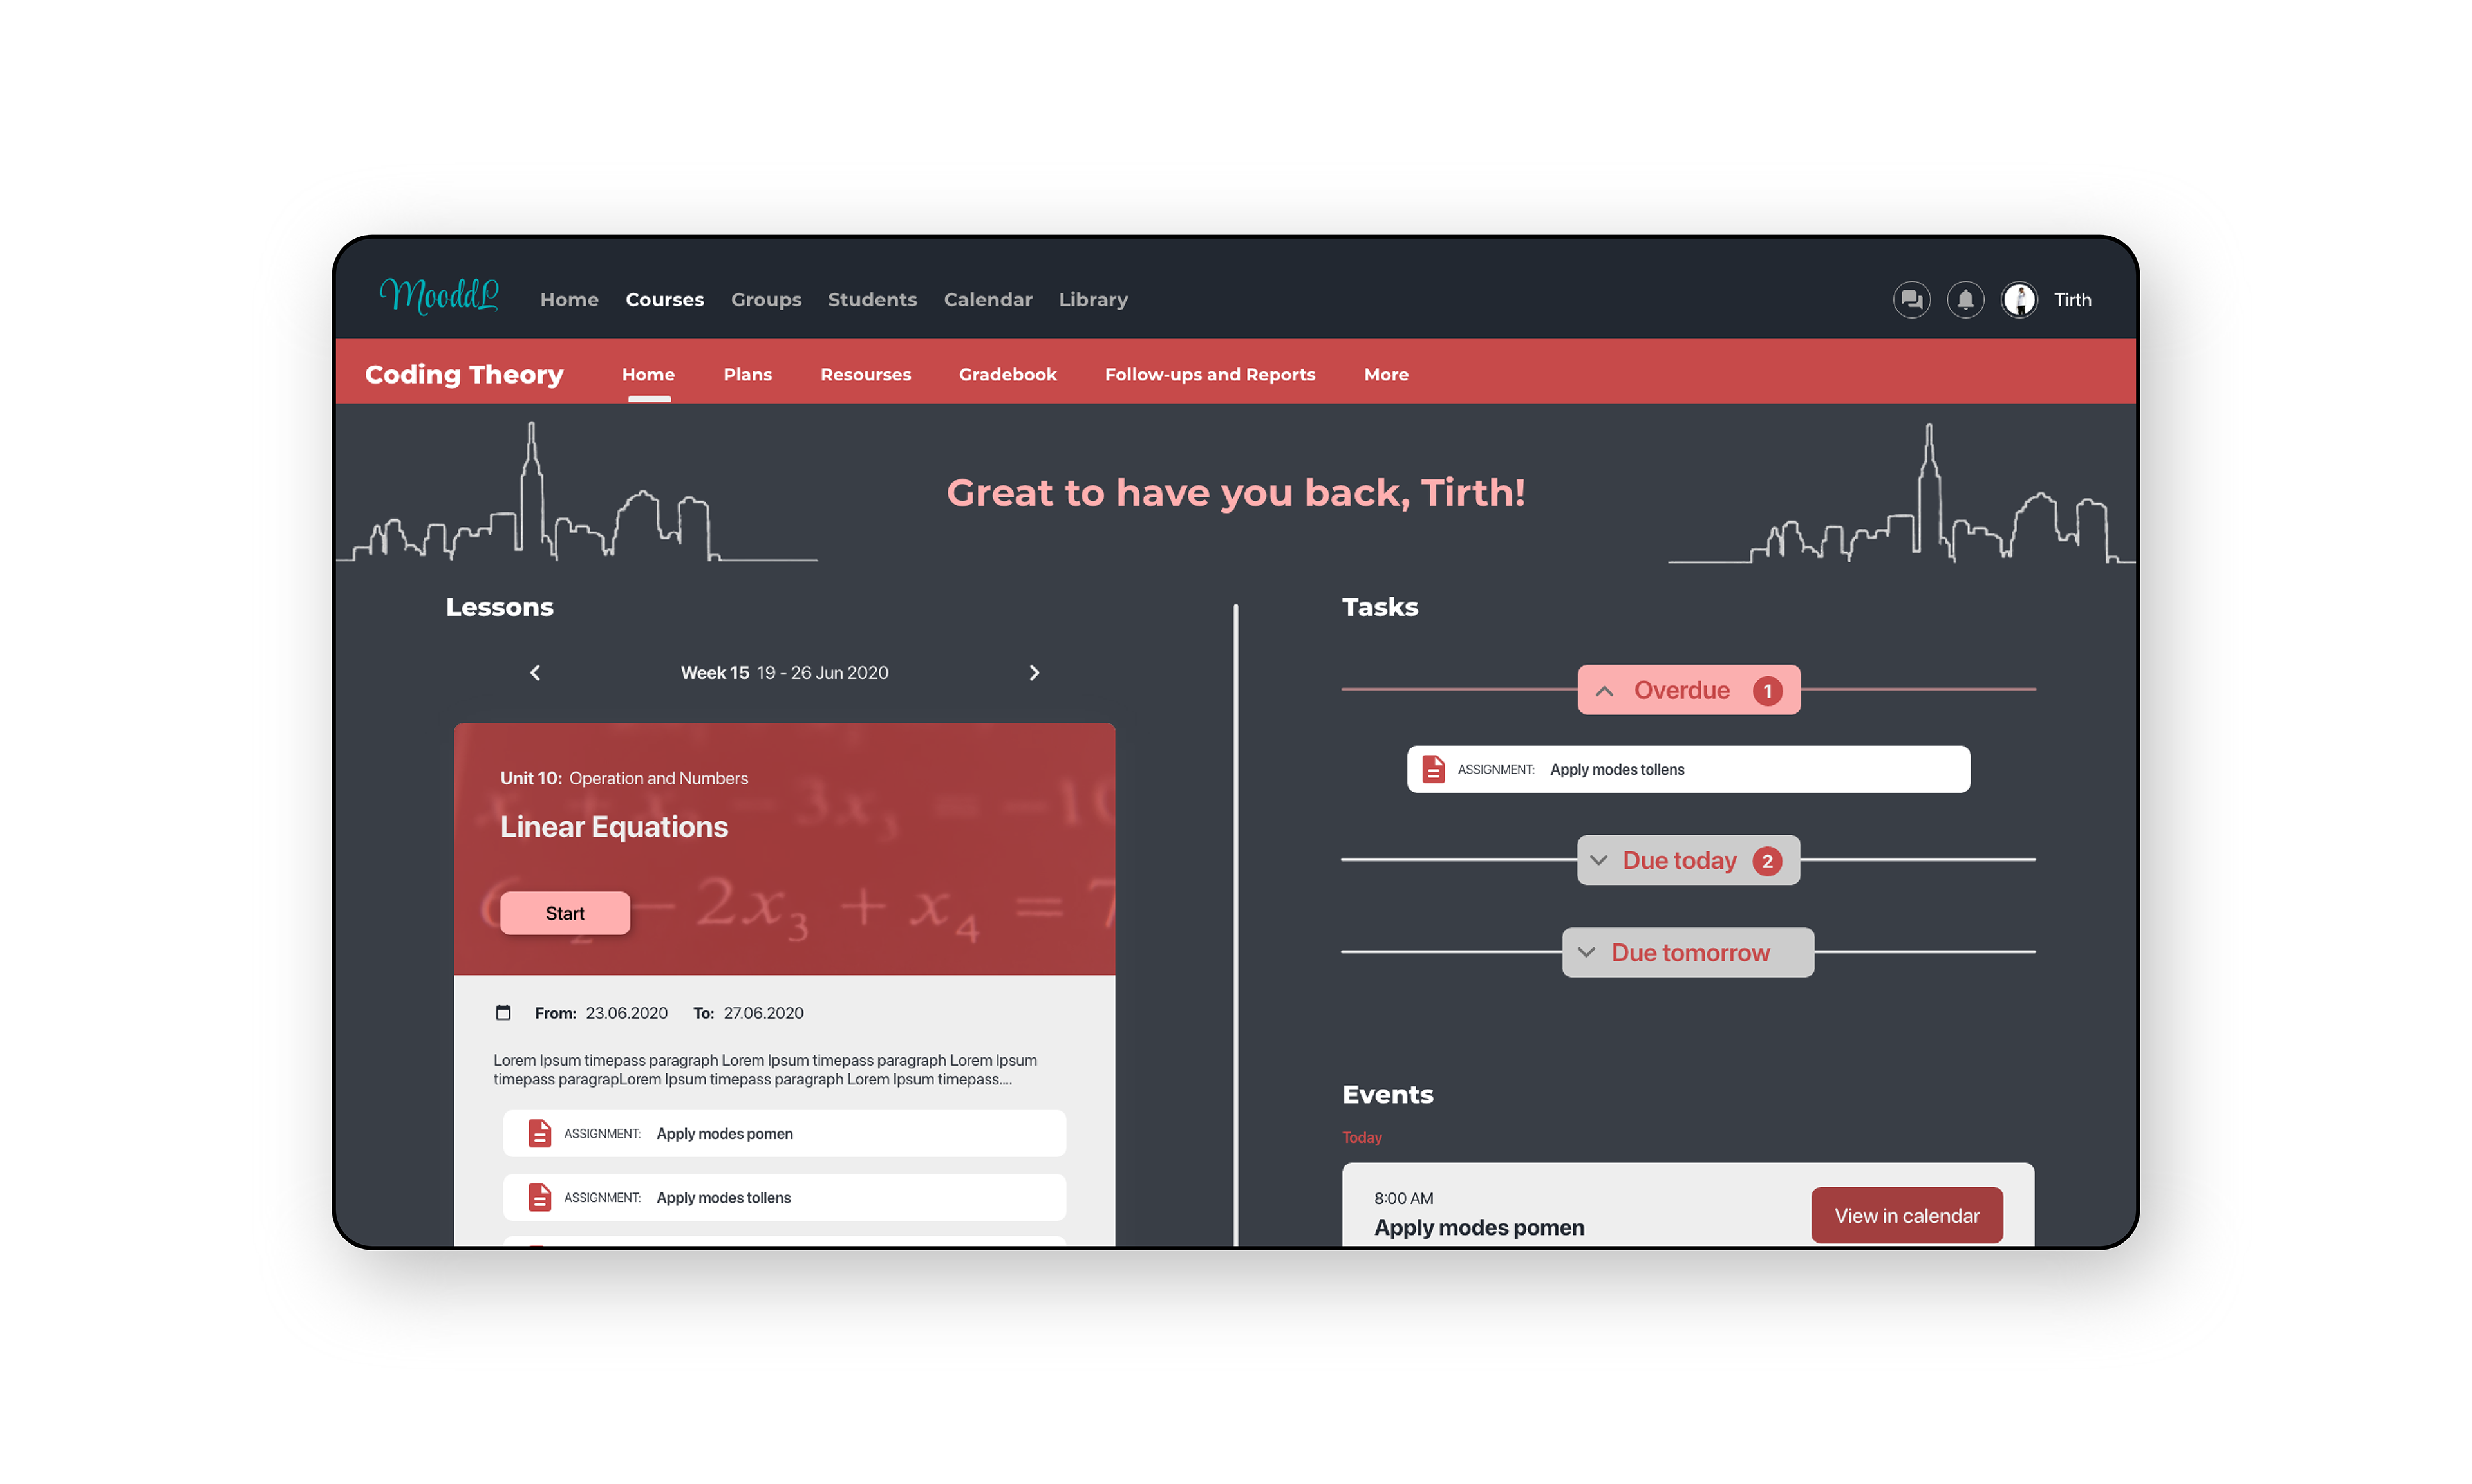 MooddL Home Courses Groups Students Calendar Library Tirth
Coding Theory Home Plans Resourses Gradebook Follow-ups and Reports More
Great to have you back, Tirth!
Lessons
Week 15 19 - 26 Jun 2020
Unit 10: Operation and Numbers
Linear Equations
Start
− 3x₃ = −10
− 2x₃ + x₄ = 7
From: 23.06.2020 To: 27.06.2020
Lorem Ipsum timepass paragraph Lorem Ipsum timepass paragraph Lorem Ipsum
timepass paragrapLorem Ipsum timepass paragraph Lorem Ipsum timepass....
ASSIGNMENT: Apply modes pomen
ASSIGNMENT: Apply modes tollens
Tasks
Overdue 1
ASSIGNMENT: Apply modes tollens
Due today 2
Due tomorrow
Events
Today
8:00 AM
Apply modes pomen
View in calendar